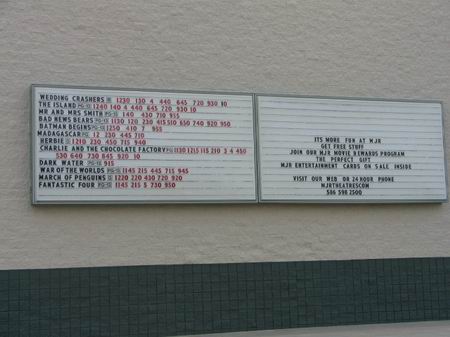 WEDDING CRASHERS R 1230 130 4 440 645 720 930 10
THE ISLAND PG-13 1240 140 4 440 645 720 930 10
MR AND MRS SMITH PG-13 140 430 710 955
BAD NEWS BEARS PG-13 1130 120 230 415 510 650 740 920 950
BATMAN BEGINS PG-13 1250 410 7 955
MADAGASCAR PG 12 230 445 710
HERBIE G 1210 230 450 715 940
CHARLIE AND THE CHOCOLATE FACTORY PG 1130 1215 115 210 3 4 450
530 640 730 845 920 10
DARK WATER PG-13 915
WAR OF THE WORLDS PG-13 1145 215 445 715 945
MARCH OF PENGUINS G 1220 220 430 720 920
FANTASTIC FOUR PG-13 1145 215 5 730 950
ITS MORE FUN AT MJR
GET FREE STUFF
JOIN OUR MJR MOVIE REWARDS PROGRAM
THE PERFECT GIFT
MJR ENTERTAINMENT CARDS ON SALE INSIDE
VISIT OUR WEB OR 24 HOUR PHONE
MJRTHEATRESCOM
586 598 2500